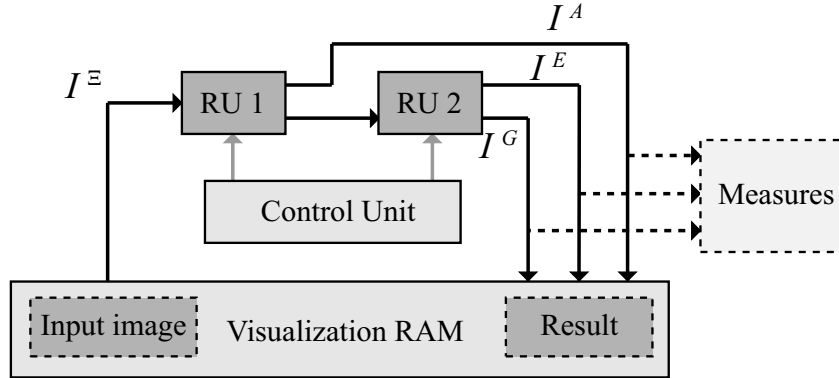 I^A
I^Ξ
I^E
RU 1
RU 2
I^G
Measures
Control Unit
Input image
Visualization RAM
Result